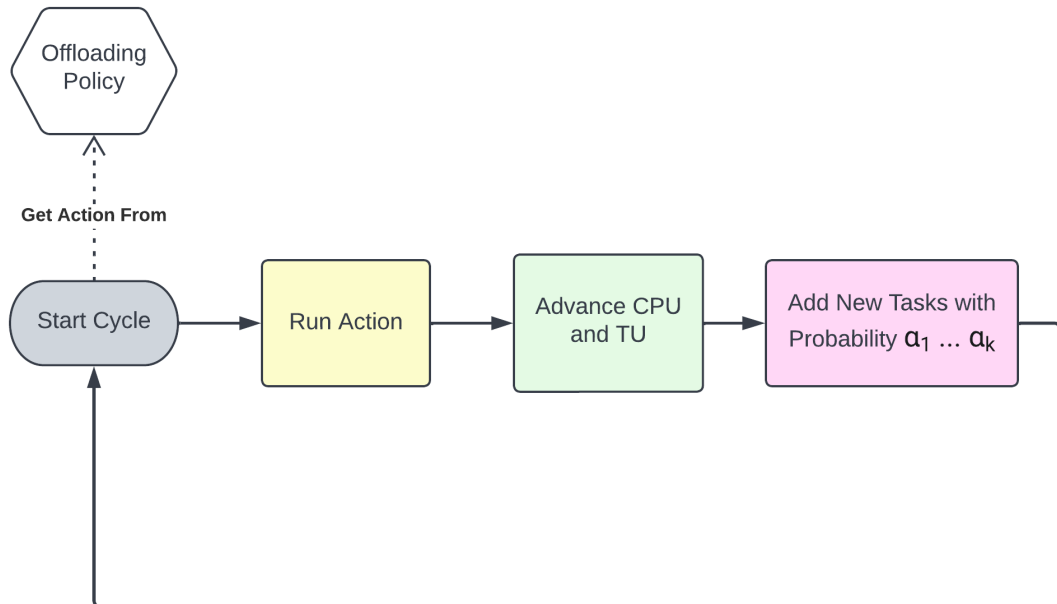 Offloading
Policy
Get Action From
Start Cycle
Run Action
Advance CPU
and TU
Add New Tasks with
Probability α₁ ... αₖ